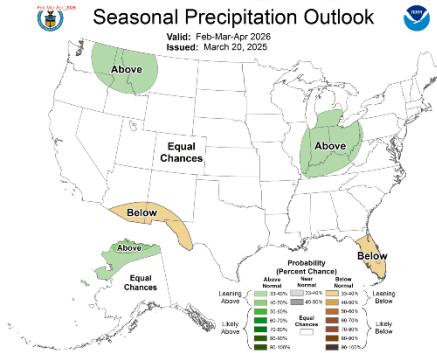 Feb-Mar-Apr, 2026
Seasonal Precipitation Outlook
Valid: Feb-Mar-Apr 2026
Issued: March 20, 2025
Above
Equal
Chances
Above
Below
Below
Above
Equal
Chances
Probability
(Percent Chance)
Above
Normal
Near
Normal
Below
Normal
Leaning
Above
33-40%
40-50%
33-40%
40-50%
33-40%
40-50%
Leaning
Below
Likely
Above
50-60%
60-70%
70-80%
80-90%
90-100%
Equal
Chances
50-60%
60-70%
70-80%
80-90%
90-100%
Likely
Below